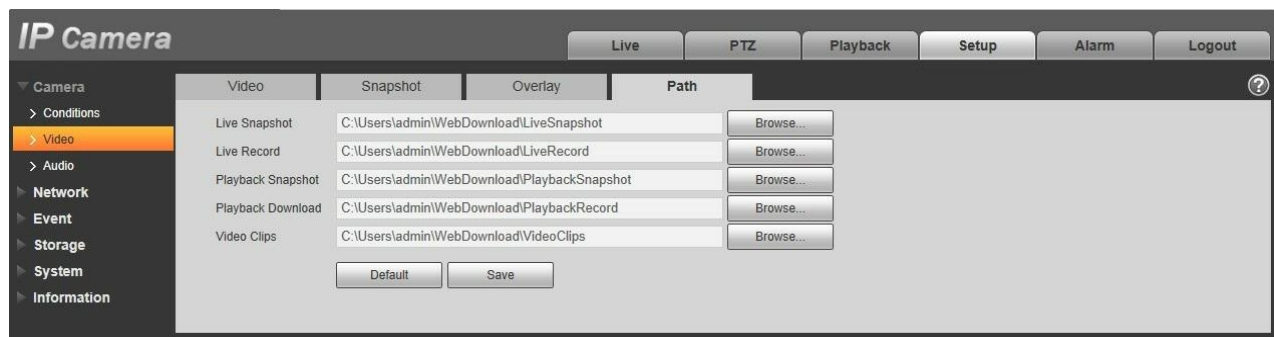 IP Camera
Live
PTZ
Playback
Setup
Alarm
Logout
Camera
Conditions
Video
Audio
Network
Event
Storage
System
Information
Video
Snapshot
Overlay
Path
?
Live Snapshot C:\Users\admin\WebDownload\LiveSnapshot Browse...
Live Record C:\Users\admin\WebDownload\LiveRecord Browse...
Playback Snapshot C:\Users\admin\WebDownload\PlaybackSnapshot Browse...
Playback Download C:\Users\admin\WebDownload\PlaybackRecord Browse...
Video Clips C:\Users\admin\WebDownload\VideoClips Browse...
Default
Save